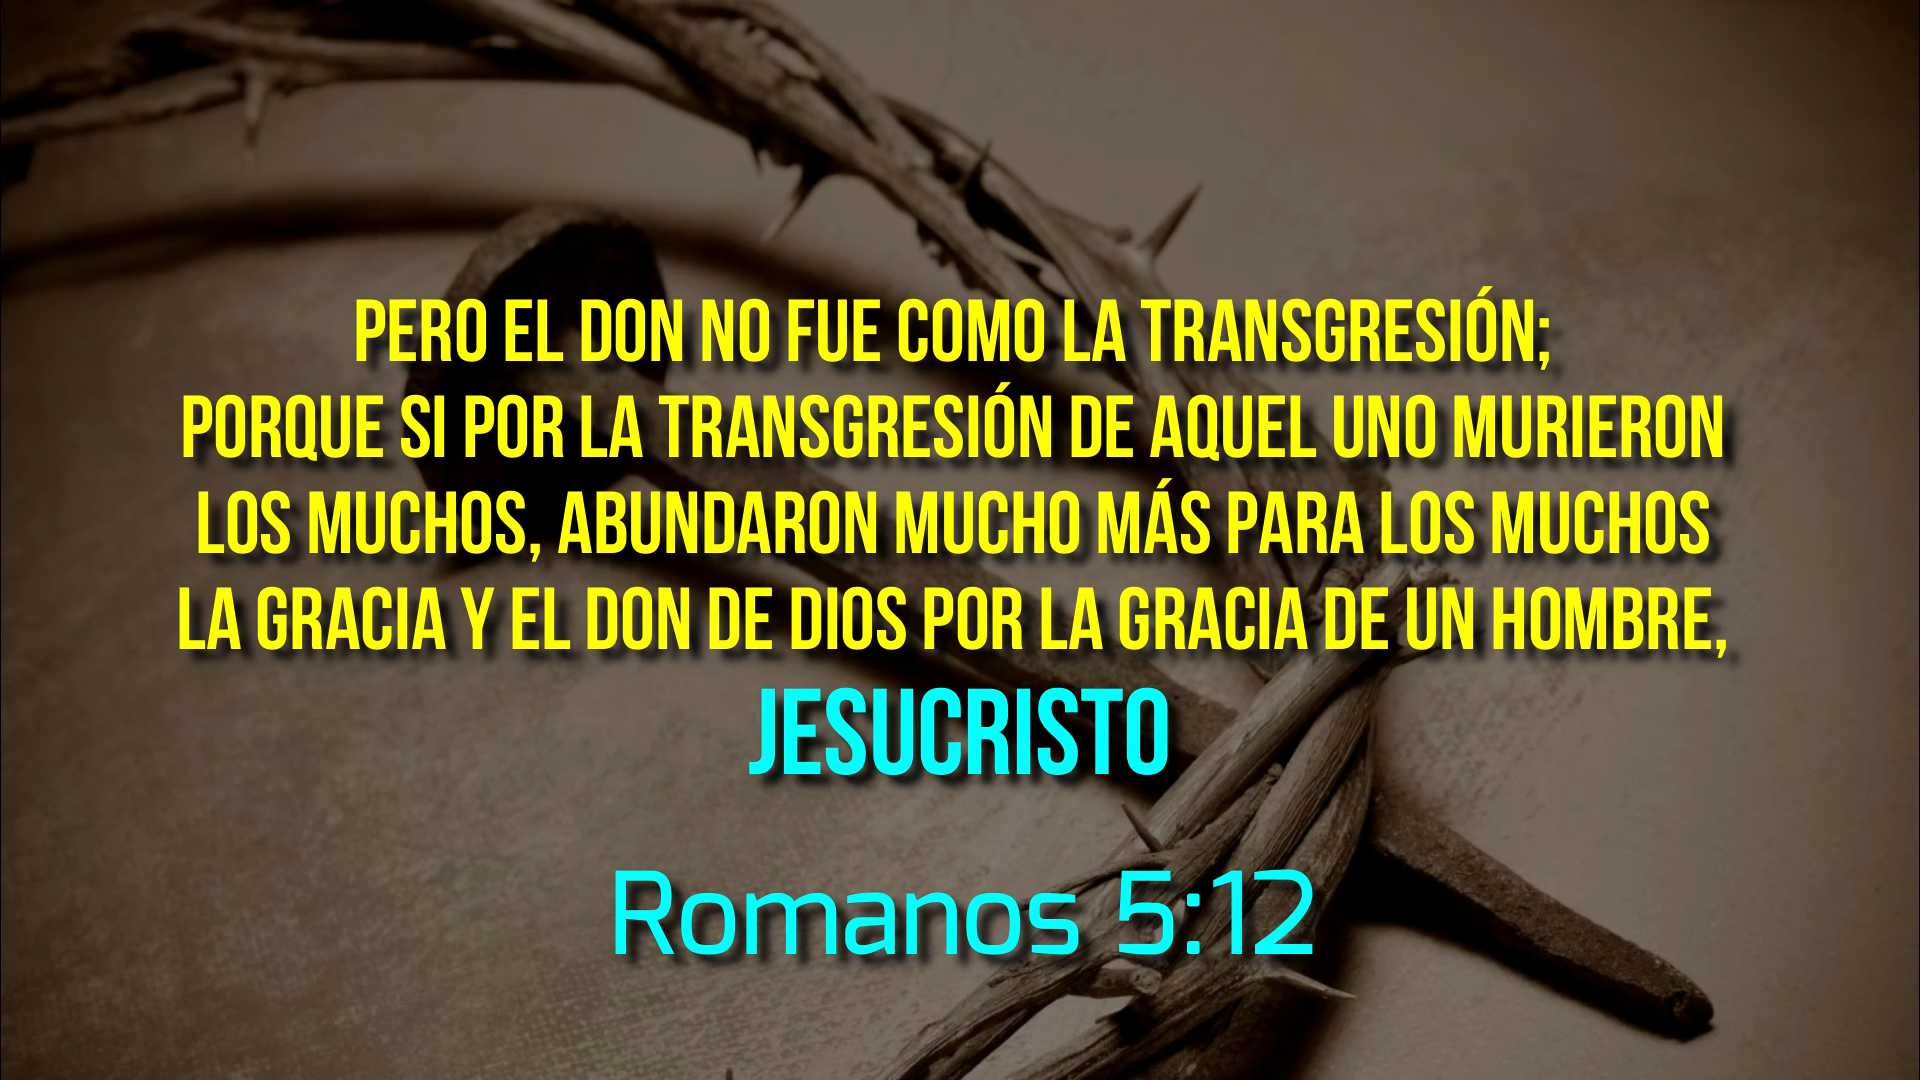 PERO EL DON NO FUE COMO LA TRANSGRESIÓN;
PORQUE SI POR LA TRANSGRESIÓN DE AQUEL UNO MURIERON
LOS MUCHOS, ABUNDARON MUCHO MÁS PARA LOS MUCHOS
LA GRACIA Y EL DON DE DIOS POR LA GRACIA DE UN HOMBRE,
JESUCRISTO
Romanos 5:12